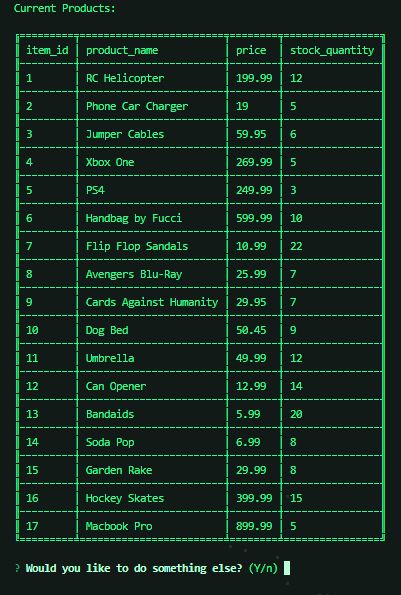 Current Products:
item_id product_name price stock_quantity
1 RC Helicopter 199.99 12
2 Phone Car Charger 19 5
3 Jumper Cables 59.95 6
4 Xbox One 269.99 5
5 PS4 249.99 3
6 Handbag by Fucci 599.99 10
7 Flip Flop Sandals 10.99 22
8 Avengers Blu-Ray 25.99 7
9 Cards Against Humanity 29.95 7
10 Dog Bed 50.45 9
11 Umbrella 49.99 12
12 Can Opener 12.99 14
13 Bandaids 5.99 20
14 Soda Pop 6.99 8
15 Garden Rake 29.99 8
16 Hockey Skates 399.99 15
17 Macbook Pro 899.99 5
? Would you like to do something else? (Y/n)